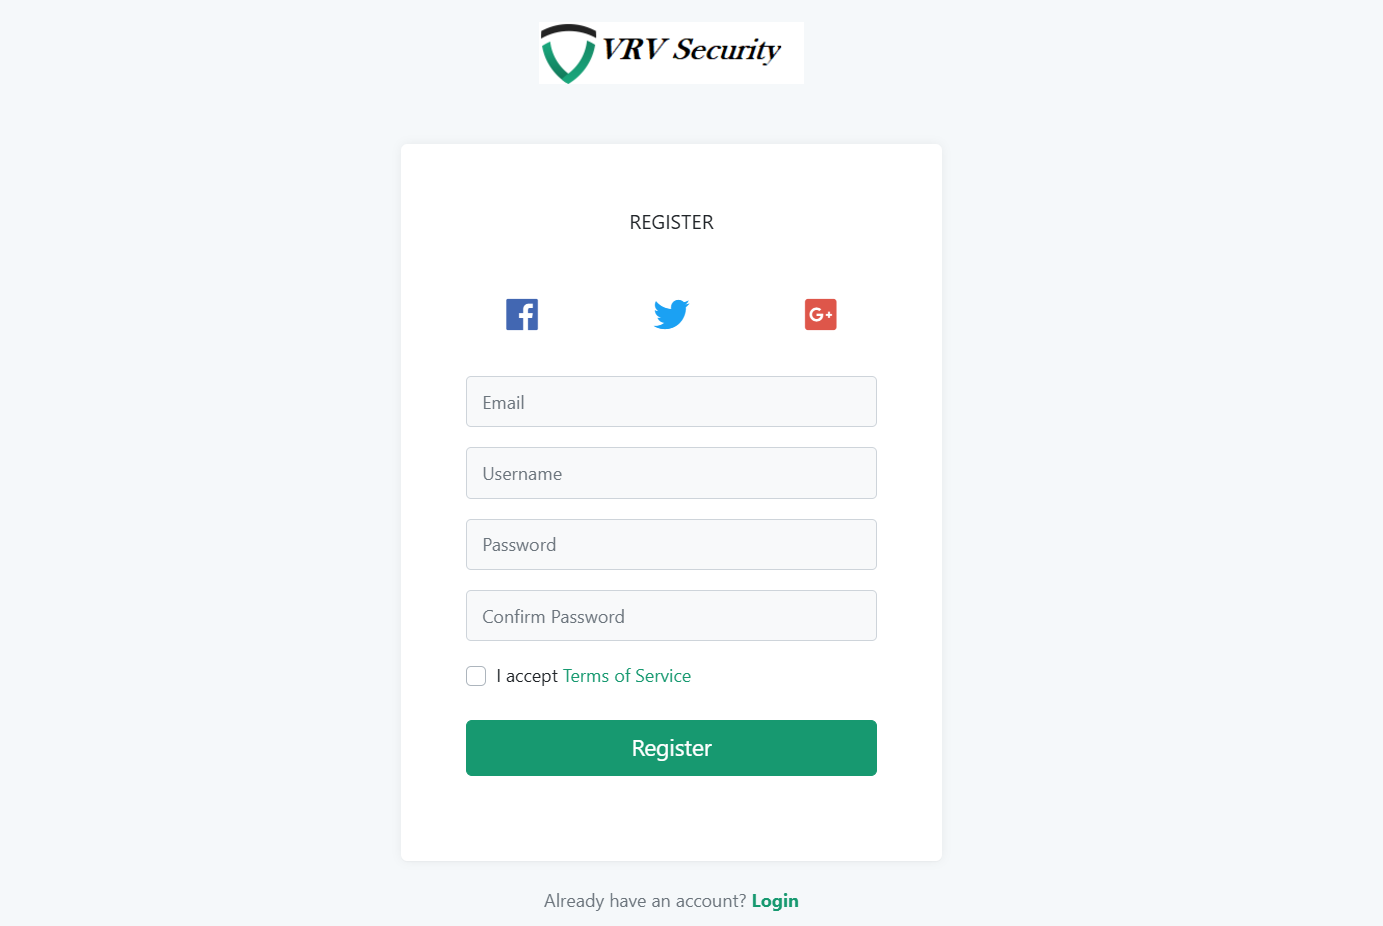 VRV Security
REGISTER
G+
Email
Username
Password
Confirm Password
I accept Terms of Service
Register
Already have an account? Login